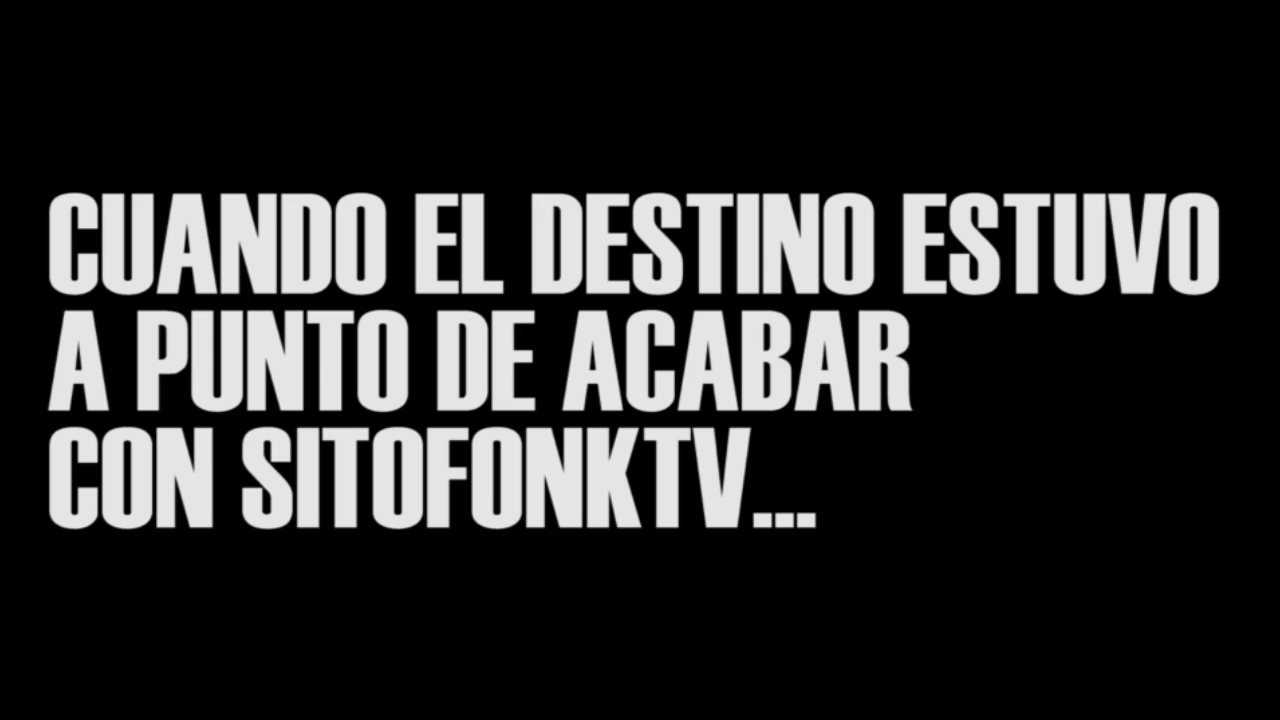 CUANDO EL DESTINO ESTUVO
A PUNTO DE ACABAR
CON SITOFONKTV...